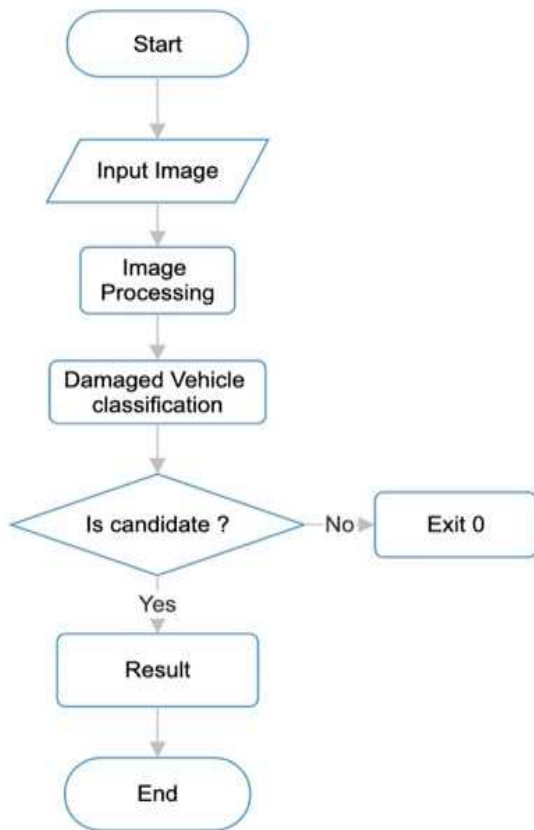 Start
Input Image
Image
Processing
Damaged Vehicle
classification
Is candidate ?
No
Exit 0
Yes
Result
End